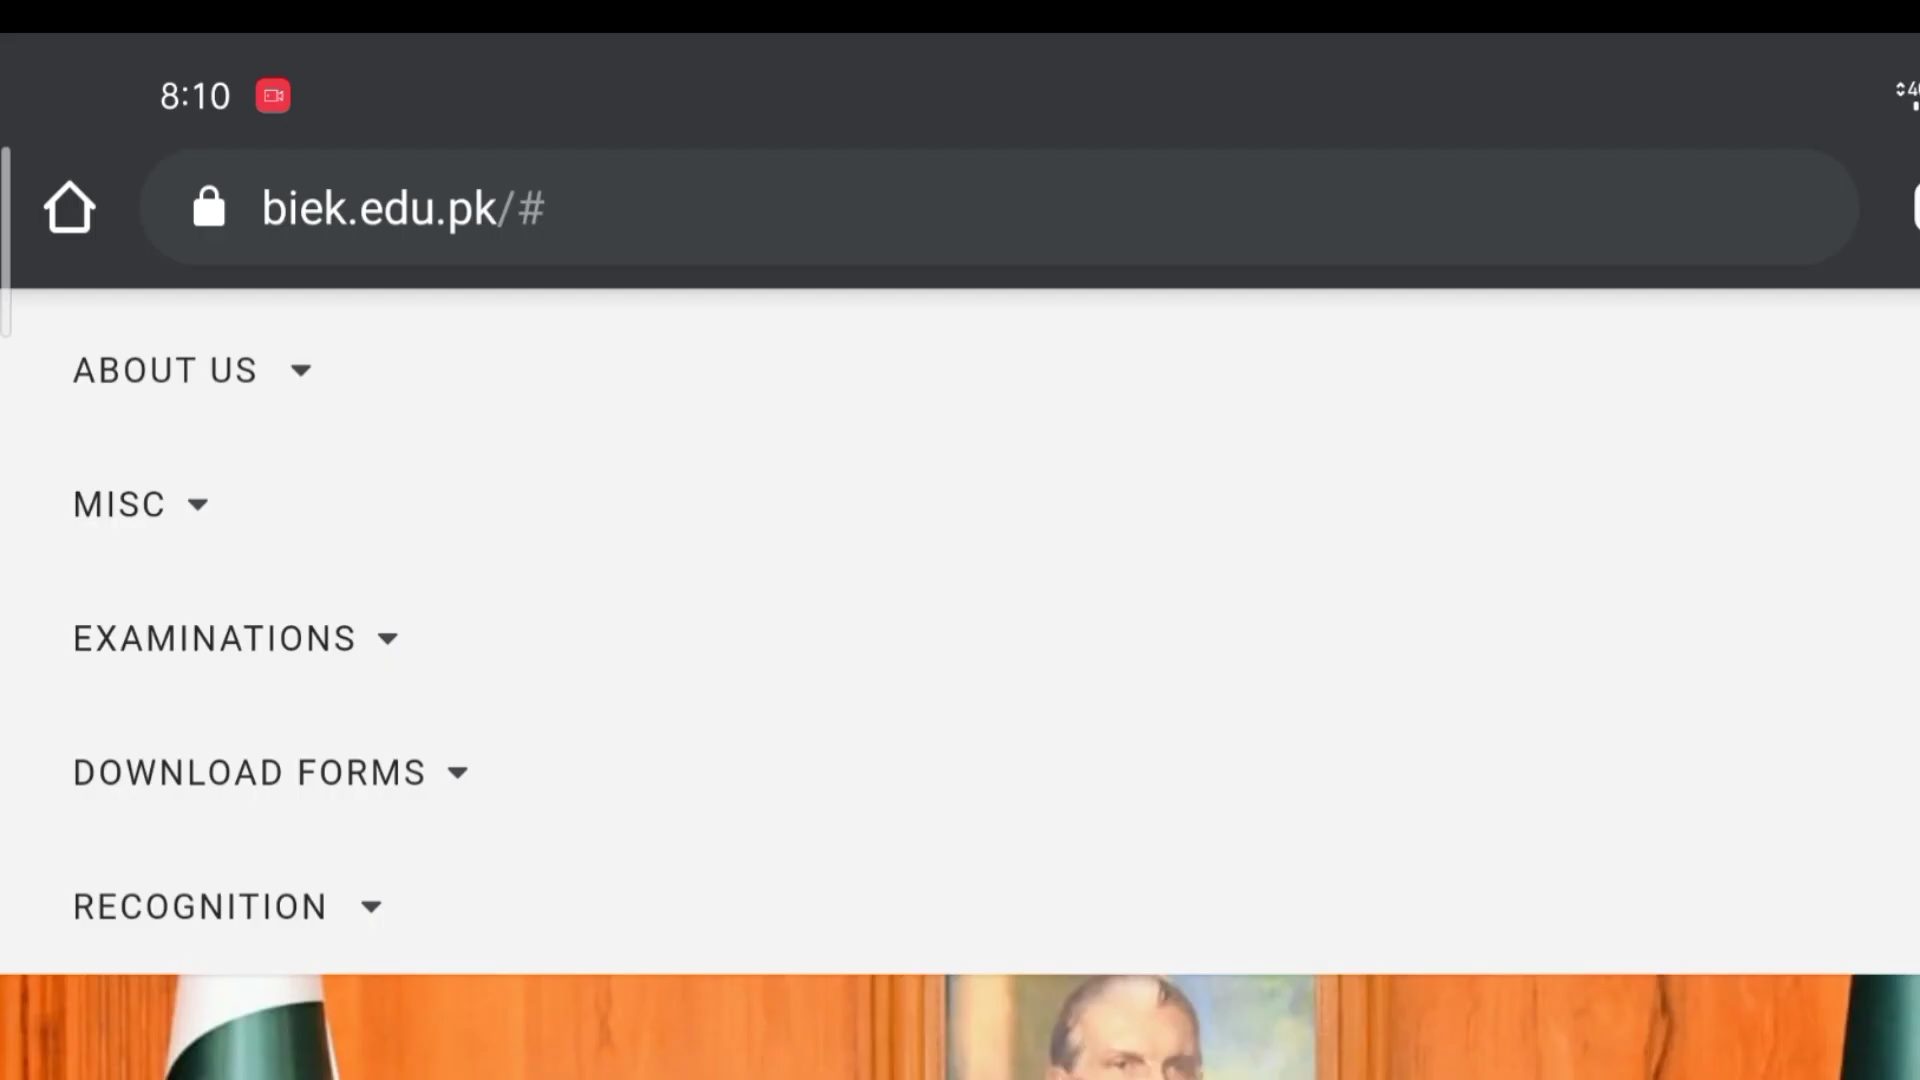 8:10
biek.edu.pk/#
ABOUT US
MISC
EXAMINATIONS
DOWNLOAD FORMS
RECOGNITION